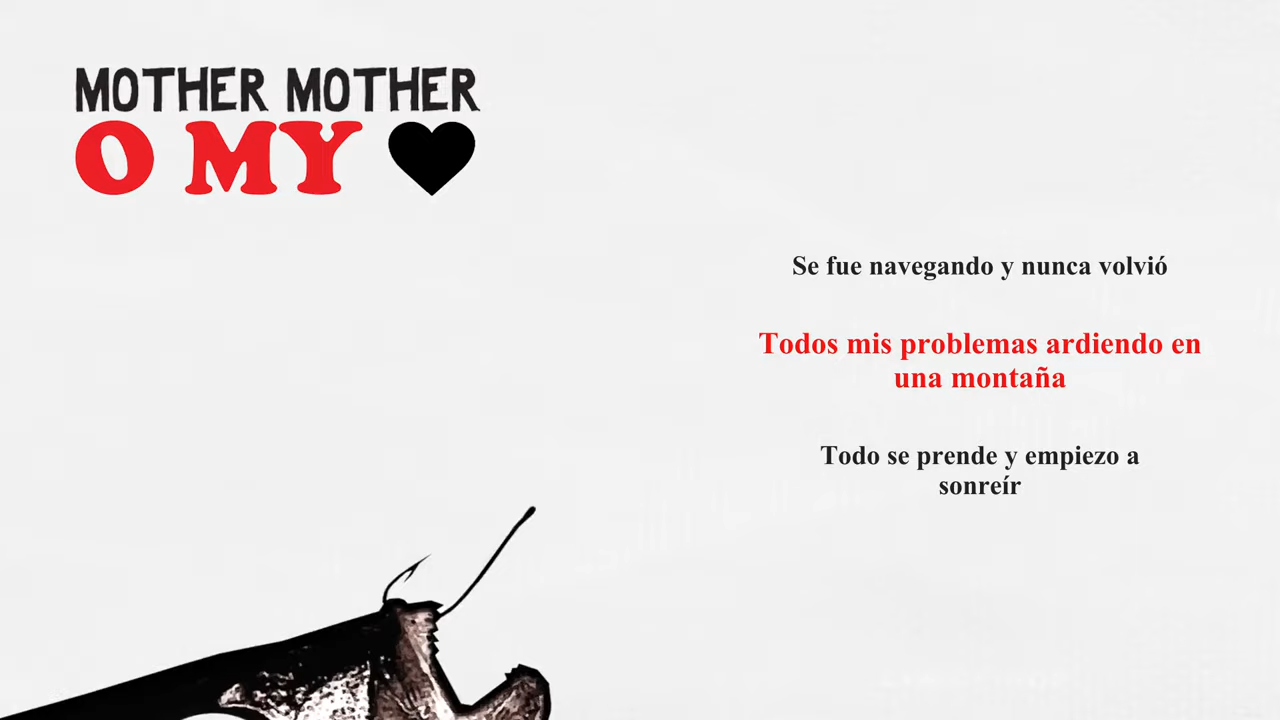 MOTHER MOTHER
O MY
Se fue navegando y nunca volvió
Todos mis problemas ardiendo en
una montaña
Todo se prende y empiezo a
sonreír